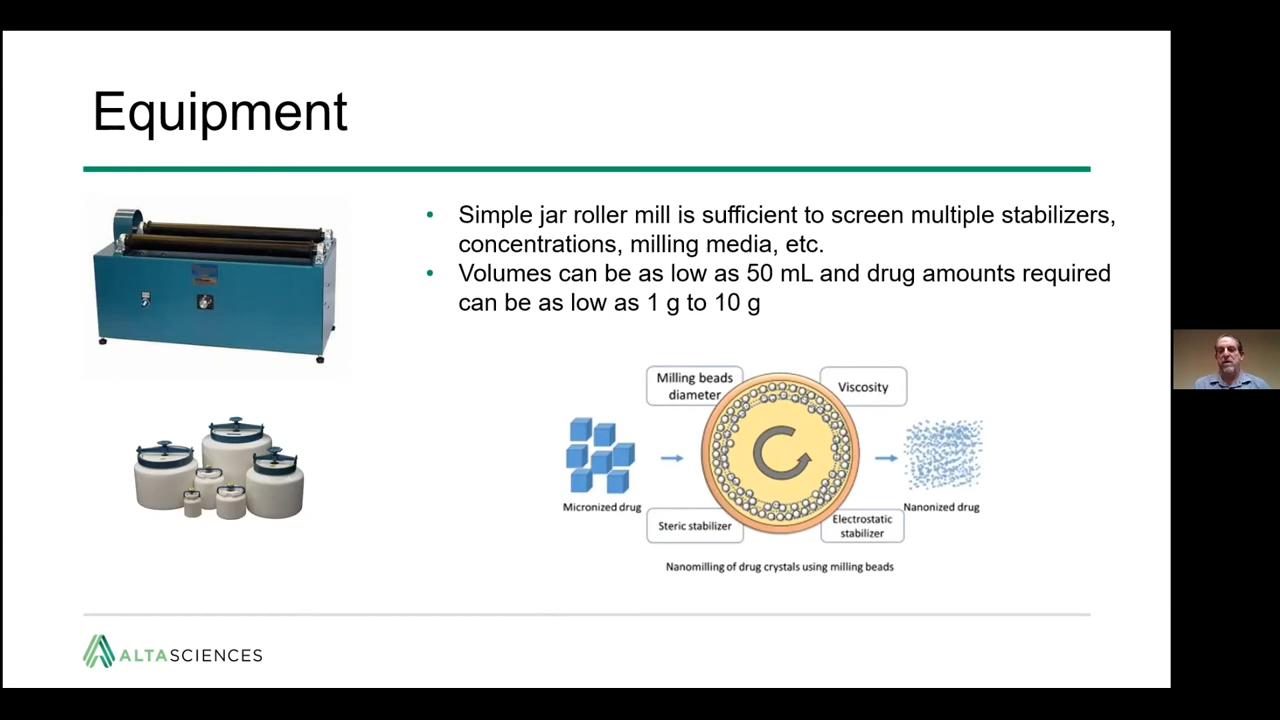 Equipment
• Simple jar roller mill is sufficient to screen multiple stabilizers,
concentrations, milling media, etc.
• Volumes can be as low as 50 mL and drug amounts required
can be as low as 1 g to 10 g
Milling beads
diameter
Viscosity
Micronized drug
Nanonized drug
Steric stabilizer
Electrostatic
stabilizer
Nanomilling of drug crystals using milling beads
ALTASCIENCES